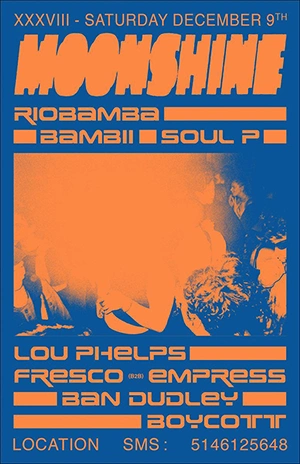 XXXVIII - SATURDAY DECEMBER 9TH
MOONSHINE
RIOBAMBA
BAMBII SOUL P
LOU PHELPS
FRESCO (B2B) EMPRESS
BAN DUDLEY
BOYCOTT
LOCATION SMS : 5146125648